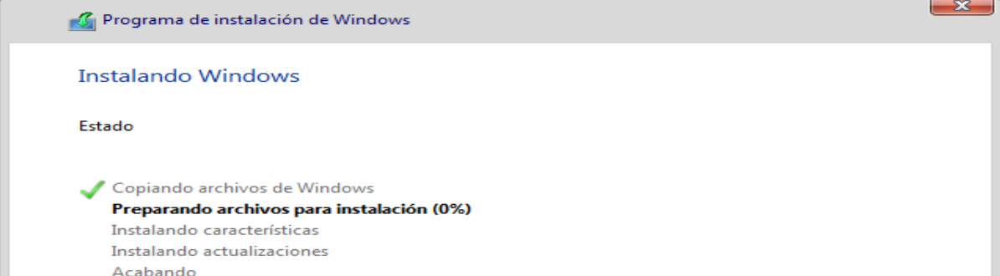 Programa de instalación de Windows
Instalando Windows
Estado
Copiando archivos de Windows
Preparando archivos para instalación (0%)
Instalando características
Instalando actualizaciones
Acabando